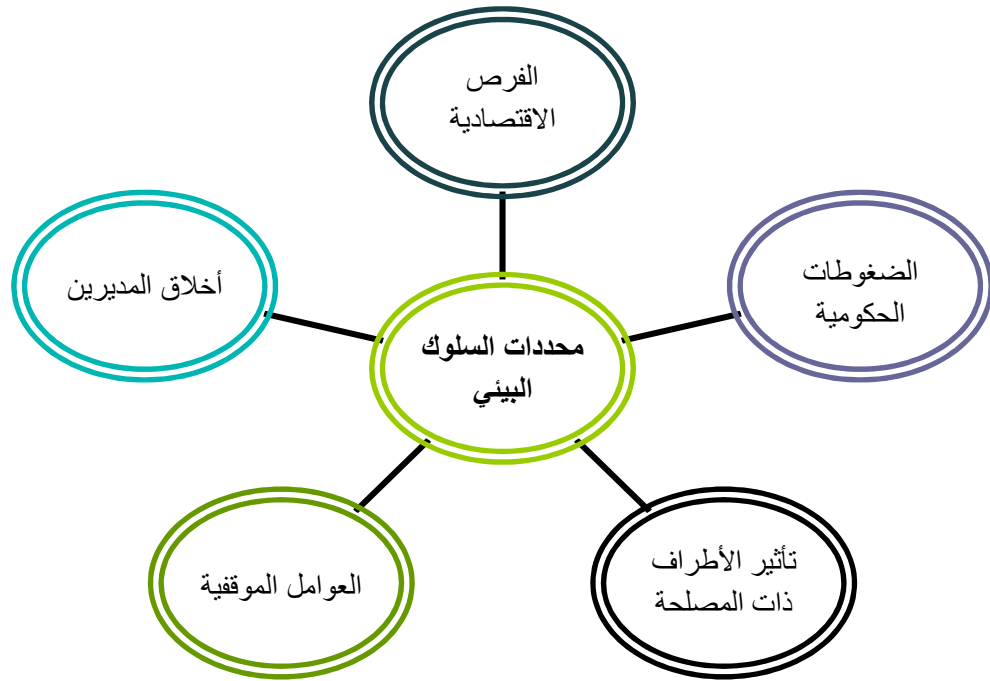 الفرص
الاقتصادية
الضغوطات
الحكومية
أخلاق المديرين
محددات السلوك
البيئي
تأثير الأطراف
ذات المصلحة
العوامل الموقفية